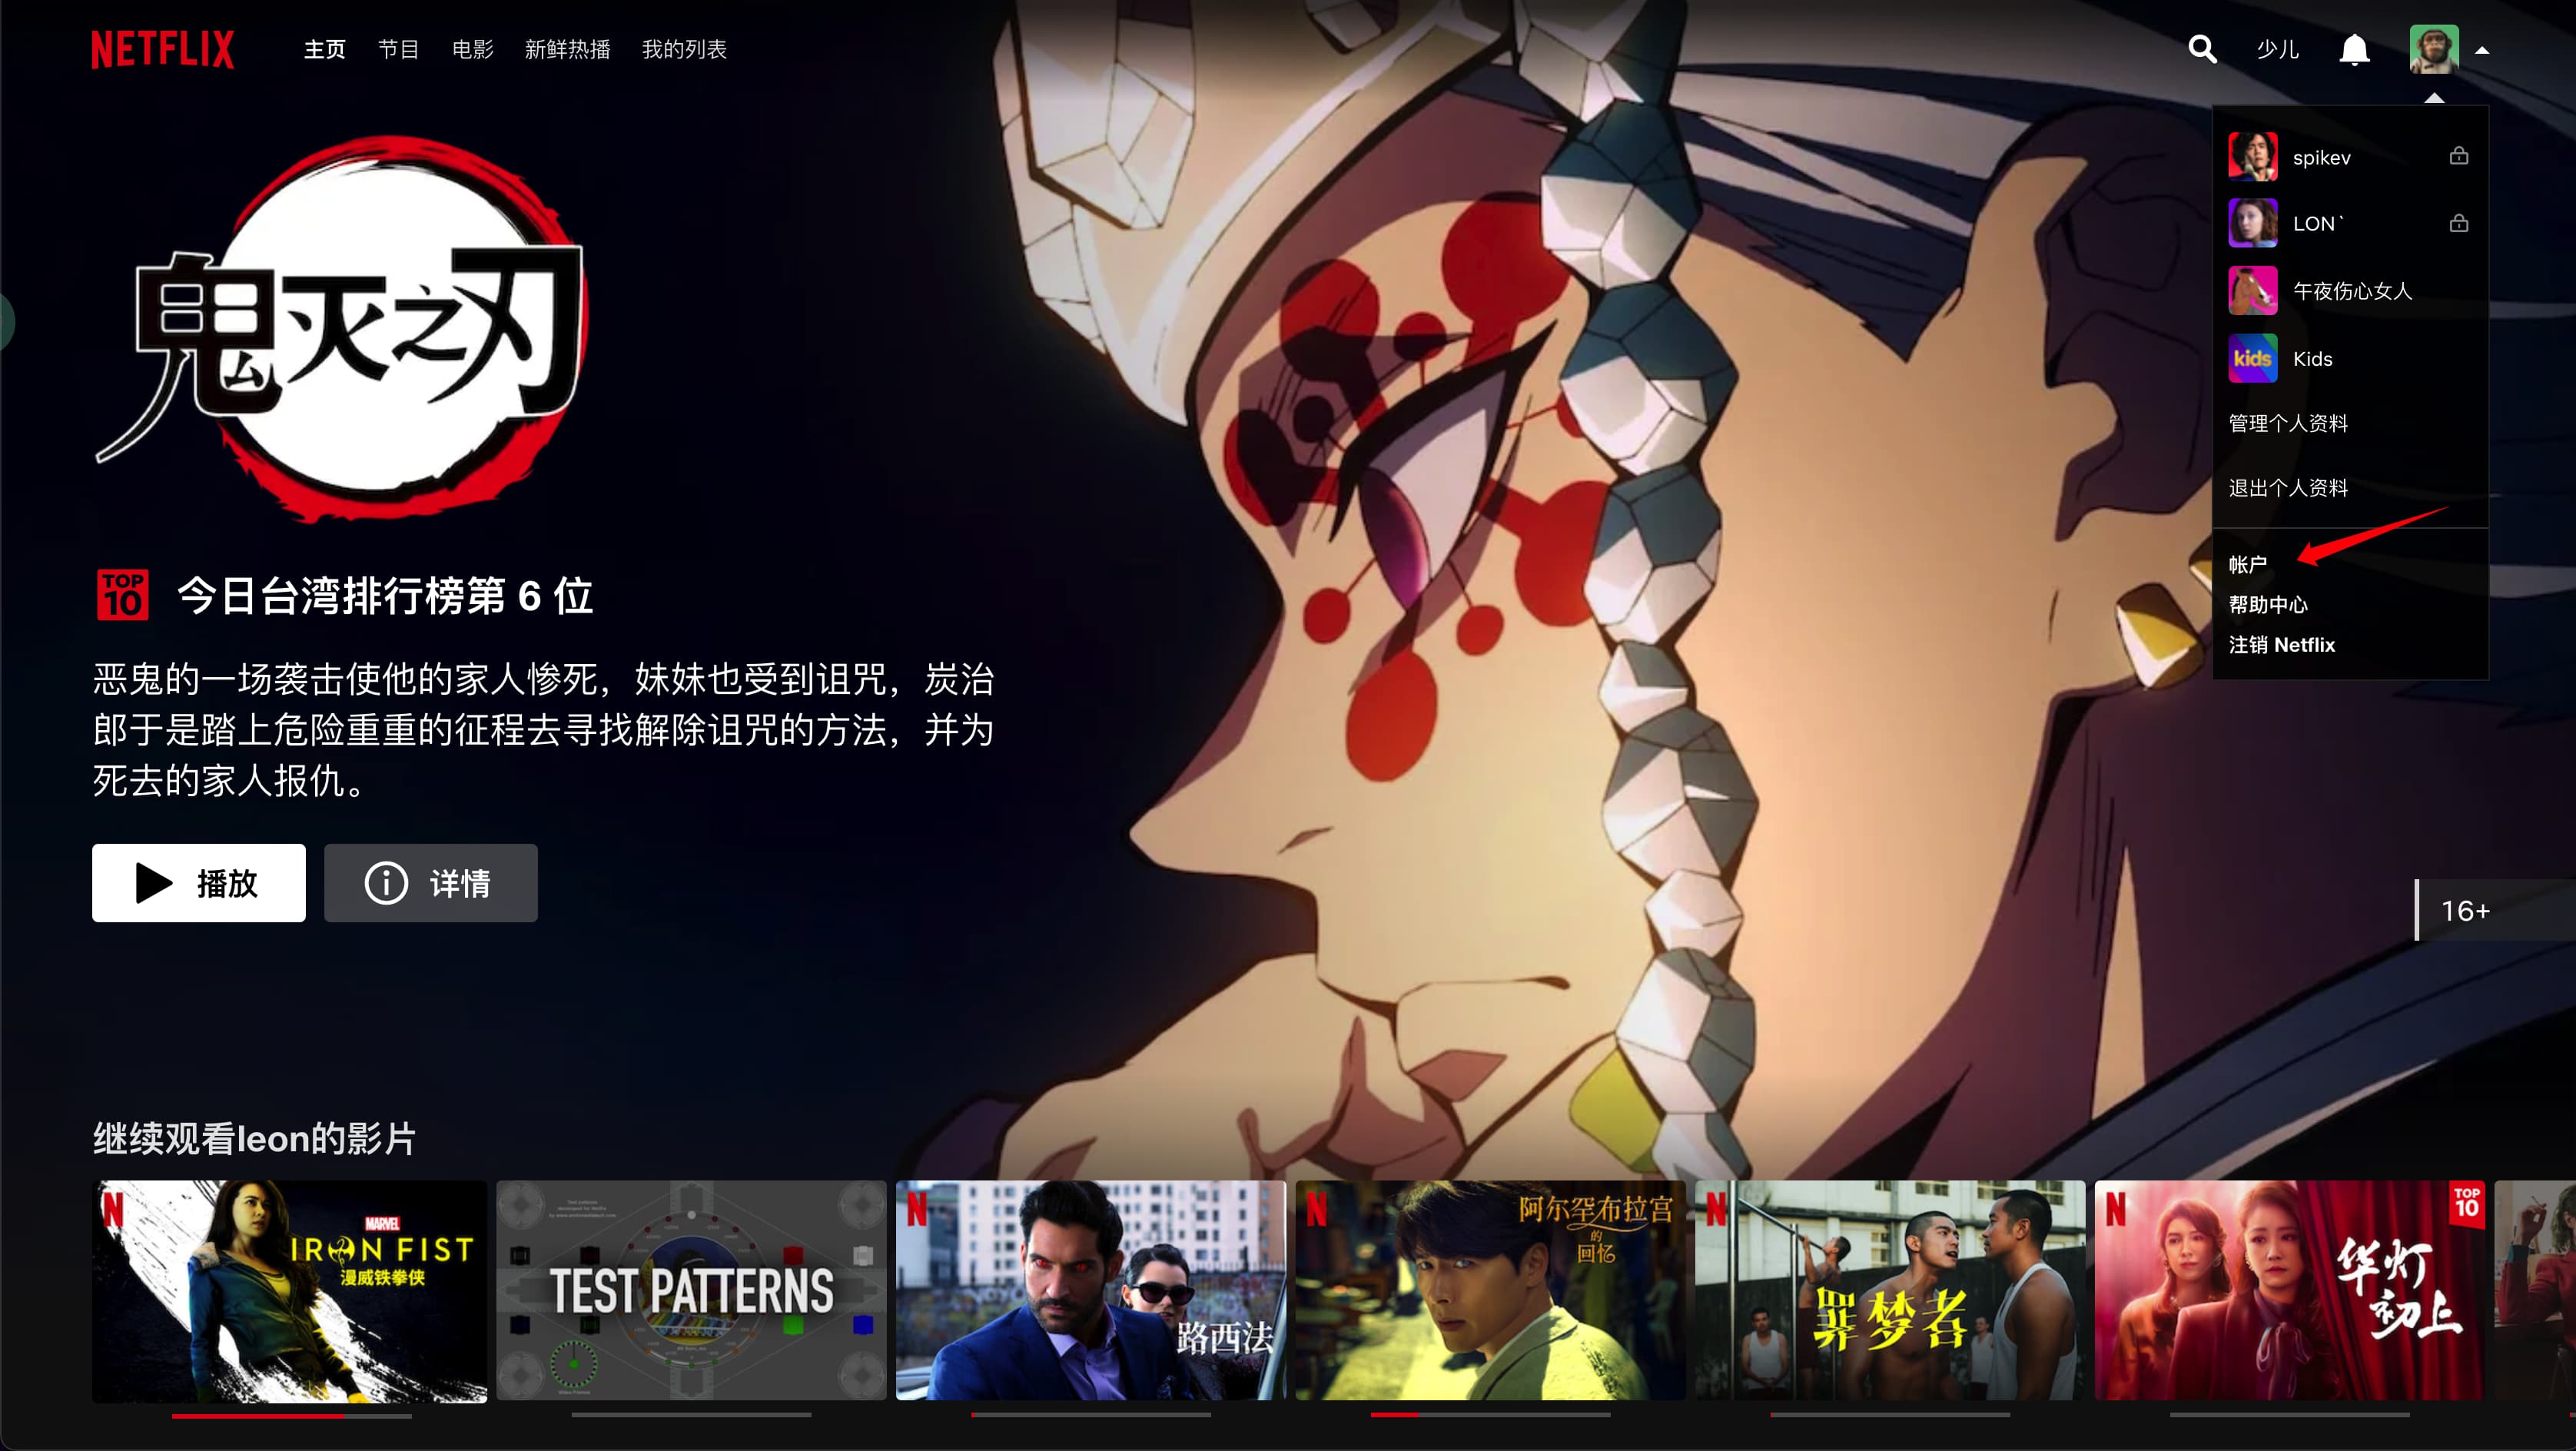 NETFLIX
主页 节目 电影 新鲜热播 我的列表
少儿
spikev
LON`
午夜伤心女人
kids Kids
管理个人资料
退出个人资料
帐户
帮助中心
注销 Netflix
鬼灭之刃
TOP 10 今日台湾排行榜第 6 位
恶鬼的一场袭击使他的家人惨死，妹妹也受到诅咒，炭治
郎于是踏上危险重重的征程去寻找解除诅咒的方法，并为
死去的家人报仇。
播放 详情
16+
继续观看leon的影片
N
MARVEL
IRON FIST
漫威铁拳侠
TEST PATTERNS
N
路西法
N
阿尔罕布拉宫
的
回忆
N
罪梦者
N
TOP
10
华灯
初上